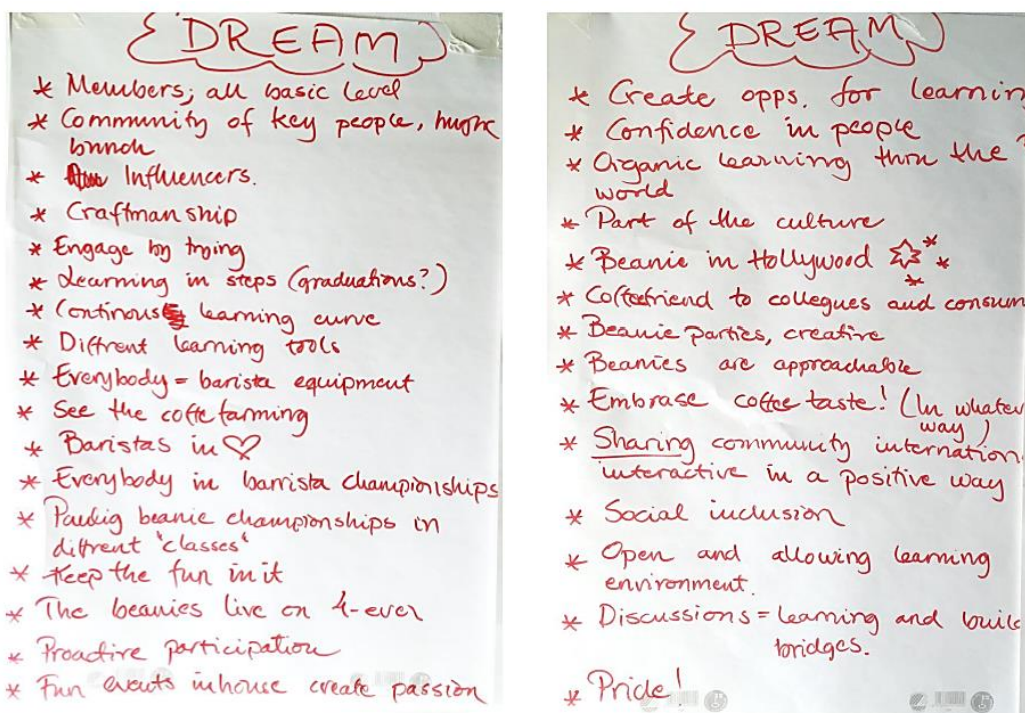 DREAM
* Members; all basic level
* Community of key people,
bunch
* Influencers.
* Craftmanship
* Engage by trying
* Learning in steps (graduations?)
* Continous learning curve
* Diffrent learning tools
* Everybody = barista equipment
* See the coffe farming
* Baristas in ♡
* Everybody in barrista championships
* Paulig beanie championships in
diffrent "classes"
* Keep the fun in it
* The beanies live on 4-ever
* Proactive participation
* Fun events inhouse create passion
DREAM
* Create opps. for learnin
* Confidence in people
* Organic learning thru the
world
* Part of the culture
* Beanie in Hollywood
* Coffeefriend to collegues and consum
* Beanie parties, creative
* Beanies are approachable
* Embrase coffee taste! (In whatev
way)
* Sharing community internation
interactive in a positive way
* Social inclusion
* Open and allowing learning
environment.
* Discussions = learning and build
bridges.
* Pride!